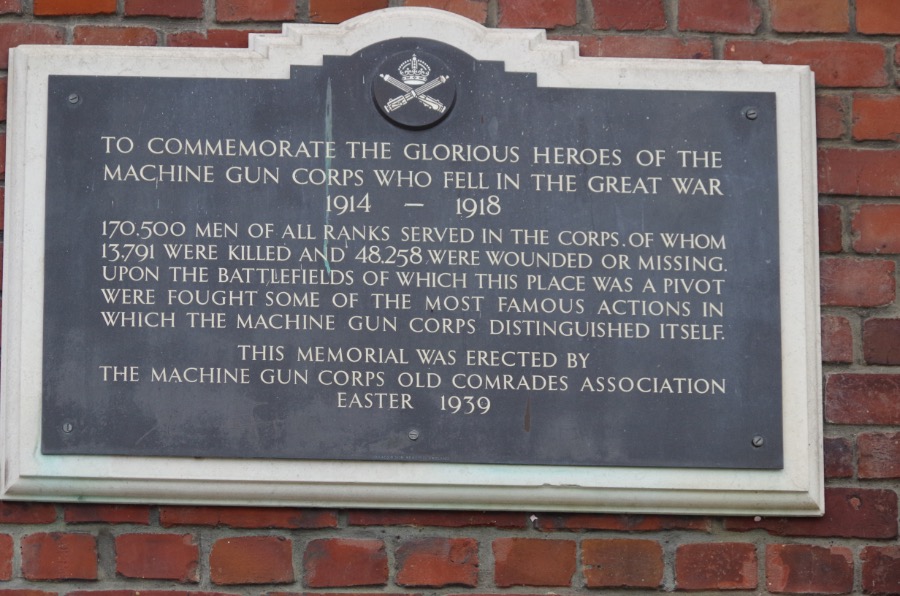 TO COMMEMORATE THE GLORIOUS HEROES OF THE
MACHINE GUN CORPS WHO FELL IN THE GREAT WAR
1914 — 1918
170.500 MEN OF ALL RANKS SERVED IN THE CORPS. OF WHOM
13,791 WERE KILLED AND 48,258 WERE WOUNDED OR MISSING.
UPON THE BATTLEFIELDS OF WHICH THIS PLACE WAS A PIVOT
WERE FOUGHT SOME OF THE MOST FAMOUS ACTIONS IN
WHICH THE MACHINE GUN CORPS DISTINGUISHED ITSELF.
THIS MEMORIAL WAS ERECTED BY
THE MACHINE GUN CORPS OLD COMRADES ASSOCIATION
EASTER 1939